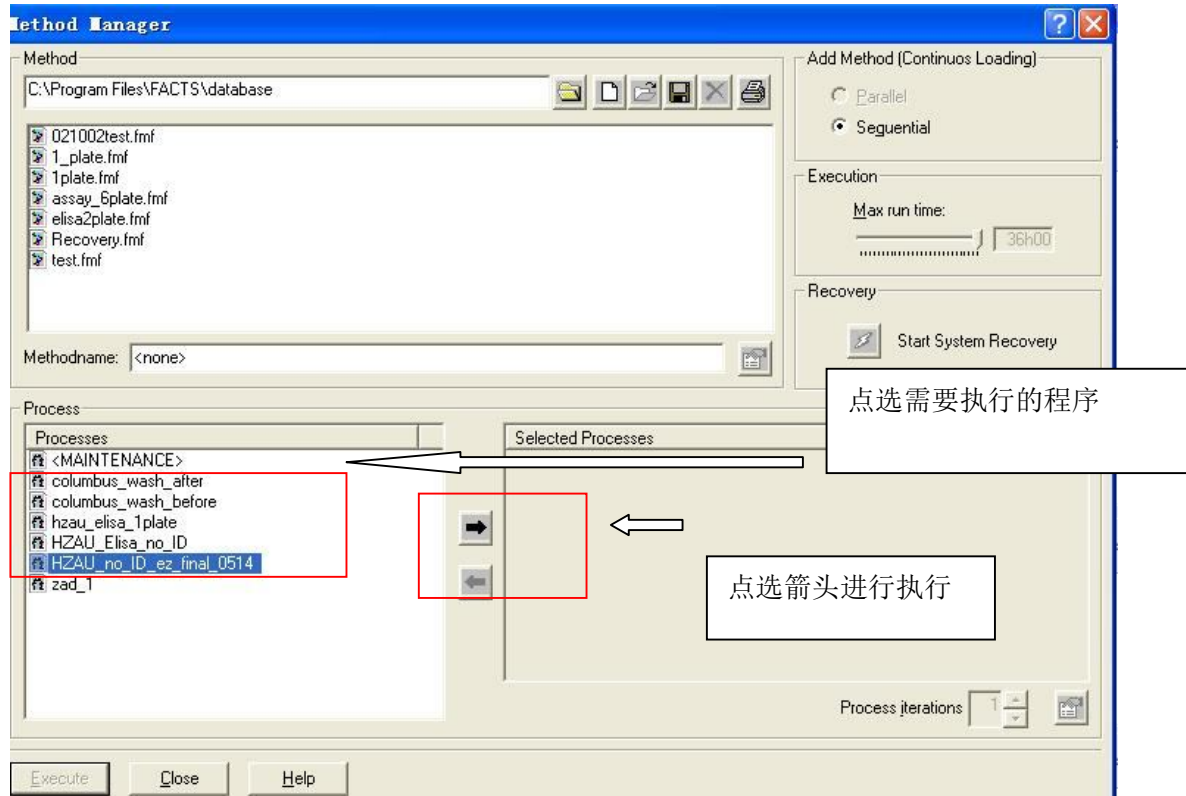 Method Manager
Method
C:\Program Files\FACTS\database
021002test.fmf
1_plate.fmf
1plate.fmf
assay_6plate.fmf
elisa2plate.fmf
Recovery.fmf
test.fmf
Methodname: <none>
Add Method (Continuos Loading)
Parallel
Seguential
Execution
Max run time:
36h00
Recovery
Start System Recovery
点选需要执行的程序
Process
Processes
<MAINTENANCE>
columbus_wash_after
columbus_wash_before
hzau_elisa_1plate
HZAU_Elisa_no_ID
HZAU_no_ID_ez_final_0514
zad_1
Selected Processes
点选箭头进行执行
Process iterations 1
Execute Close Help